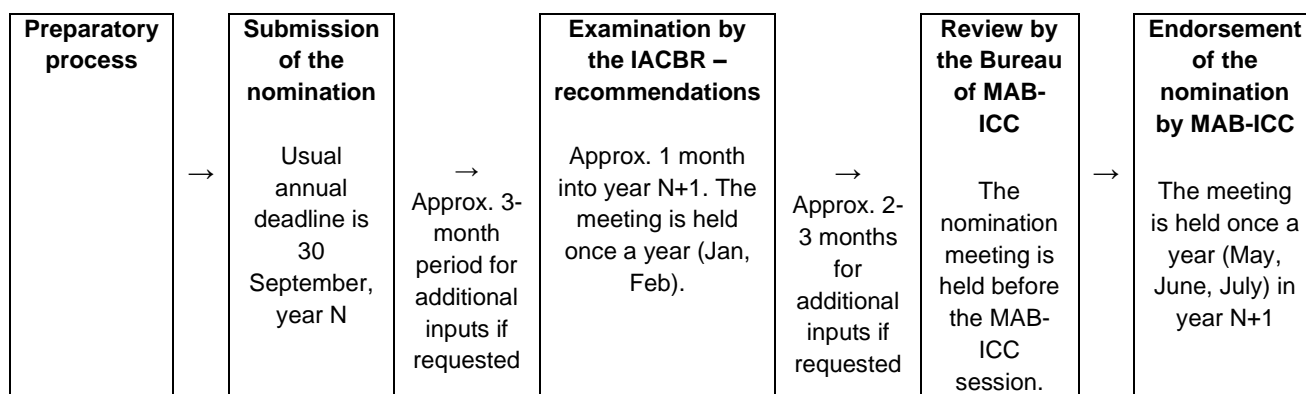 Preparatory
process
→
Submission
of the
nomination
Usual
annual
deadline is
30
September,
year N
→
Approx. 3-
month
period for
additional
inputs if
requested
Examination by
the IACBR –
recommendations
Approx. 1 month
into year N+1. The
meeting is held
once a year (Jan,
Feb).
→
Approx. 2-
3 months
for
additional
inputs if
requested
Review by
the Bureau
of MAB-
ICC
The
nomination
meeting is
held before
the MAB-
ICC
session.
→
Endorsement
of the
nomination
by MAB-ICC
The meeting
is held once a
year (May,
June, July) in
year N+1